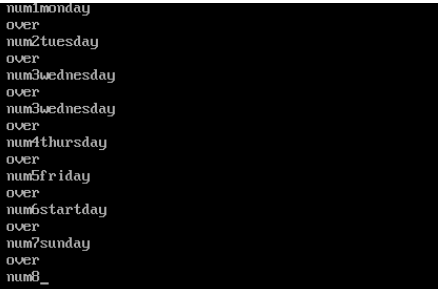 num1monday
over
num2tuesday
over
num3wednesday
over
num3wednesday
over
num4thursday
over
num5friday
over
num6startday
over
num7sunday
over
num8_